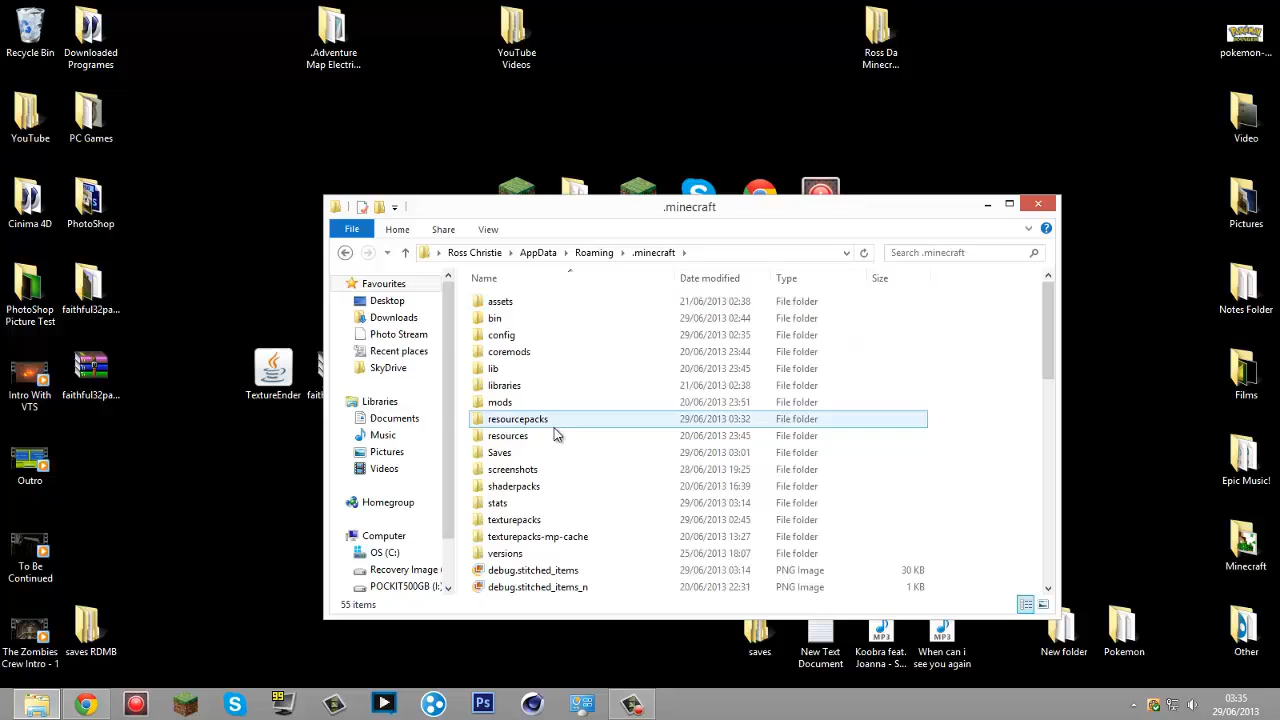 Recycle Bin
Downloaded
Programes
.Adventure
Map Electri...
YouTube
Videos
Ross Da
Minecr...
pokemon-...
YouTube
PC Games
Video
Cinima 4D
PhotoShop
Pictures
PhotoShop
Picture Test
faithful32pa...
Notes Folder
Intro With
VTS
faithful32pa...
TextureEnder
Films
Outro
Epic Music!
To Be
Continued
Minecraft
The Zombies
Crew Intro - 1
saves RDMB
saves
New Text
Document
Koobra feat.
Joanna - S...
When can i
see you again
New folder
Pokemon
Other
.minecraft
File
Home
Share
View
Ross Christie
AppData
Roaming
.minecraft
Search .minecraft
Favourites
Desktop
Downloads
Photo Stream
Recent places
SkyDrive
Libraries
Documents
Music
Pictures
Videos
Homegroup
Computer
OS (C:)
Recovery Image
POCKIT500GB (I:
Name Date modified Type Size
assets 21/06/2013 02:38 File folder
bin 29/06/2013 02:44 File folder
config 29/06/2013 02:35 File folder
coremods 20/06/2013 23:44 File folder
lib 20/06/2013 23:45 File folder
libraries 21/06/2013 02:38 File folder
mods 20/06/2013 23:51 File folder
resourcepacks 29/06/2013 03:32 File folder
resources 20/06/2013 23:45 File folder
Saves 29/06/2013 03:01 File folder
screenshots 28/06/2013 19:25 File folder
shaderpacks 20/06/2013 16:39 File folder
stats 29/06/2013 03:14 File folder
texturepacks 29/06/2013 02:45 File folder
texturepacks-mp-cache 20/06/2013 13:27 File folder
versions 25/06/2013 18:07 File folder
debug.stitched_items 29/06/2013 03:14 PNG Image 30 KB
debug.stitched_items_n 20/06/2013 22:31 PNG Image 1 KB
55 items
03:35
29/06/2013